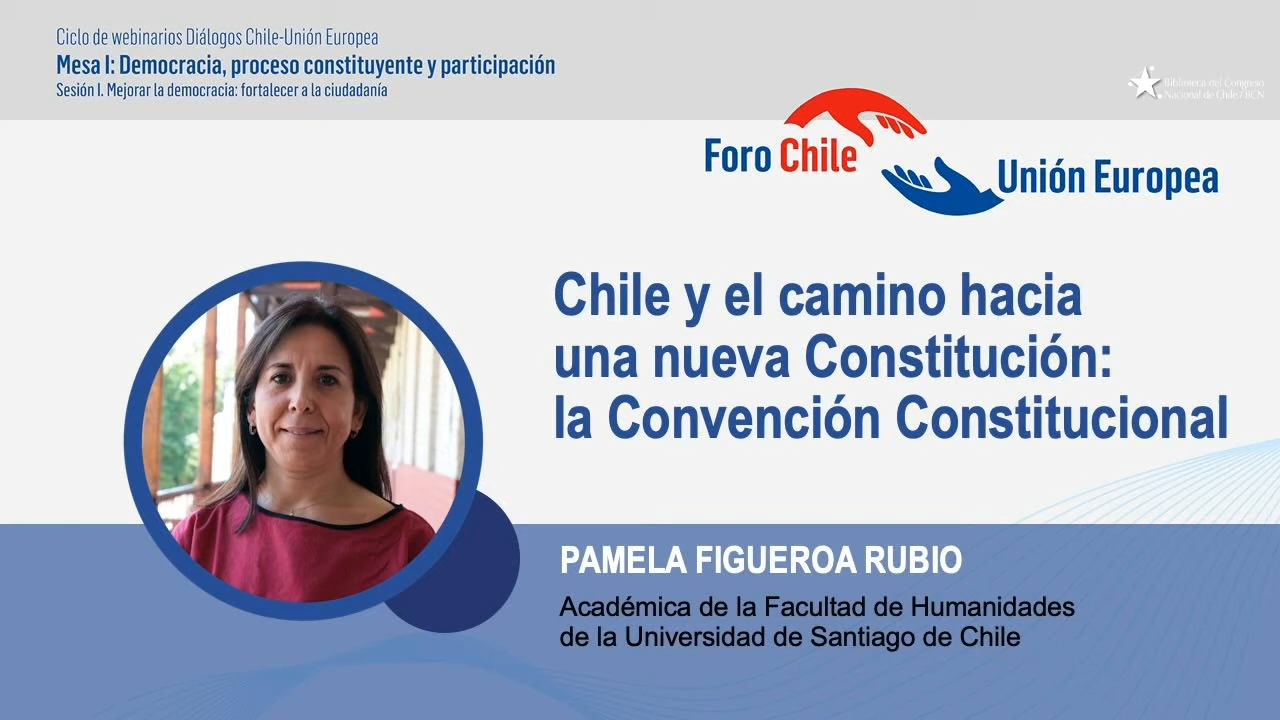 Ciclo de webinarios Diálogos Chile-Unión Europea
Mesa I: Democracia, proceso constituyente y participación
Sesión I. Mejorar la democracia: fortalecer a la ciudadanía
Biblioteca del Congreso
Nacional de Chile / BCN
Foro Chile
Unión Europea
Chile y el camino hacia
una nueva Constitución:
la Convención Constitucional
PAMELA FIGUEROA RUBIO
Académica de la Facultad de Humanidades
de la Universidad de Santiago de Chile